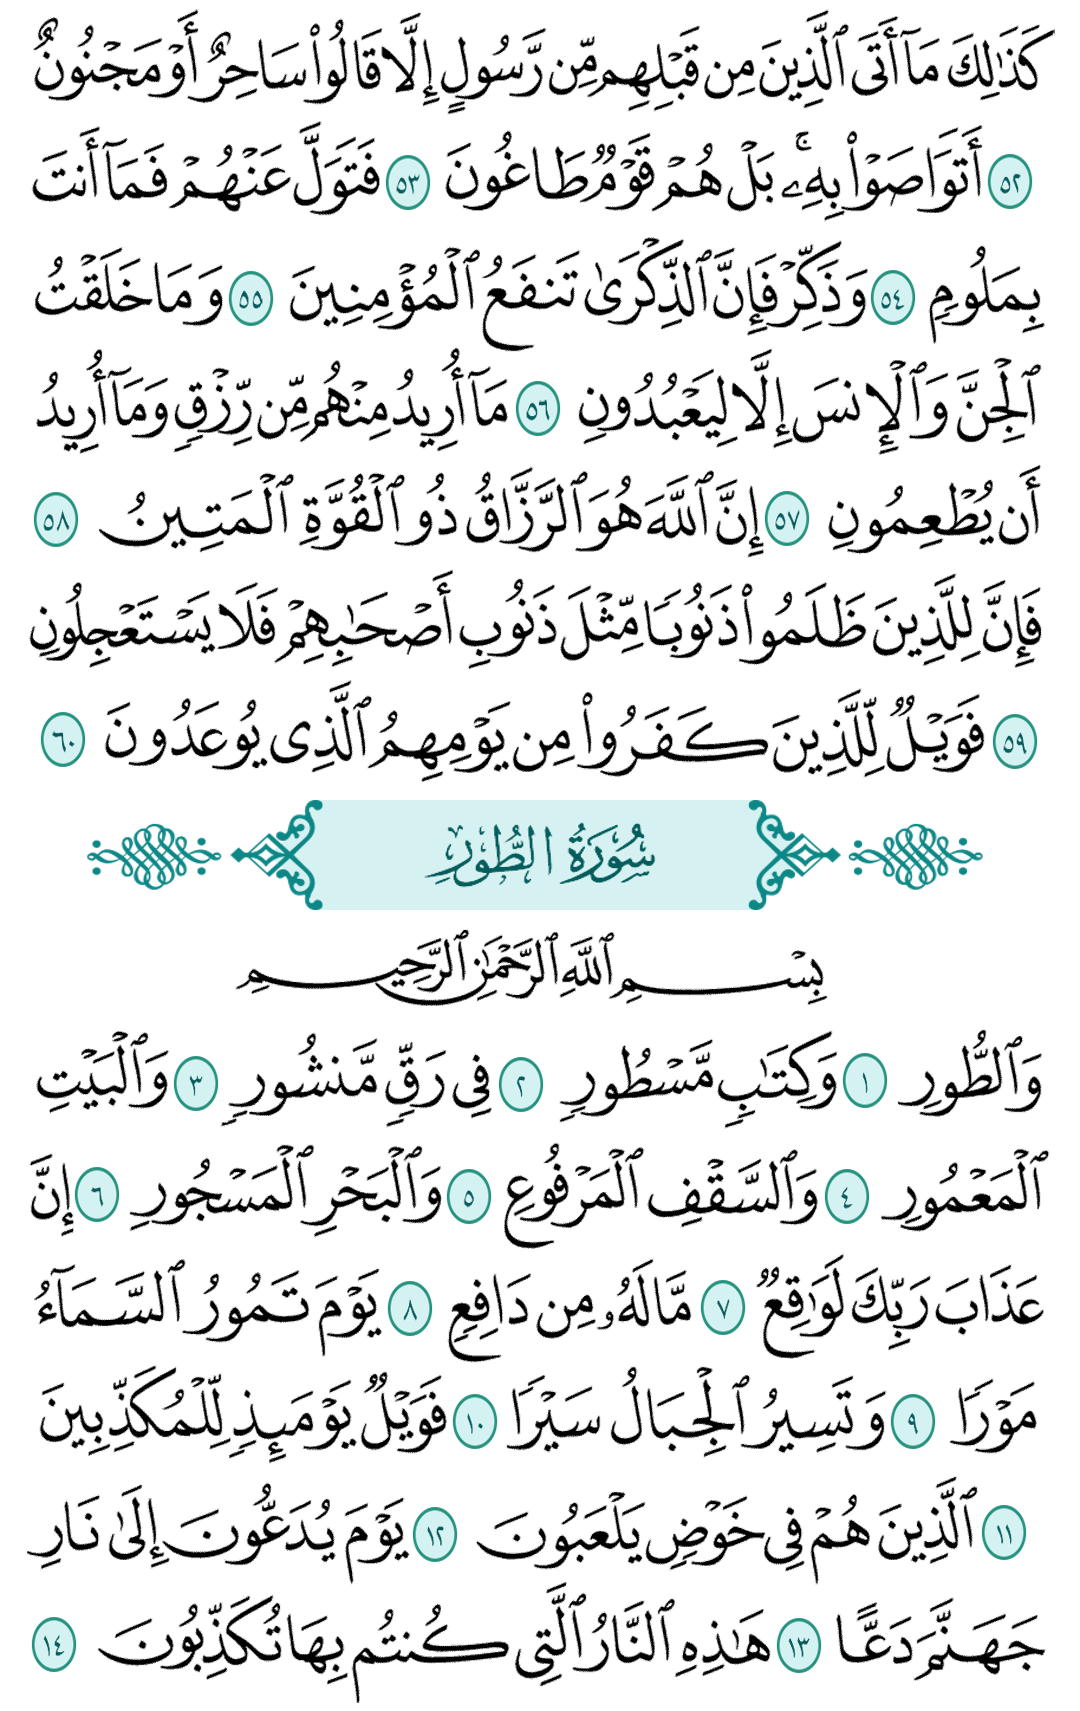 كَذَٰلِكَ مَآ أَتَى ٱلَّذِينَ مِن قَبۡلِهِم مِّن رَّسُولٍ إِلَّا قَالُواْ سَاحِرٌ أَوۡ مَجۡنُونٌ
٥٢ أَتَوَاصَوۡاْ بِهِۦۚ بَلۡ هُمۡ قَوۡمٞ طَاغُونَ ٥٣ فَتَوَلَّ عَنۡهُمۡ فَمَآ أَنتَ
بِمَلُومٖ ٥٤ وَذَكِّرۡ فَإِنَّ ٱلذِّكۡرَىٰ تَنفَعُ ٱلۡمُؤۡمِنِينَ ٥٥ وَمَا خَلَقۡتُ
ٱلۡجِنَّ وَٱلۡإِنسَ إِلَّا لِيَعۡبُدُونِ ٥٦ مَآ أُرِيدُ مِنۡهُم مِّن رِّزۡقٖ وَمَآ أُرِيدُ
أَن يُطۡعِمُونِ ٥٧ إِنَّ ٱللَّهَ هُوَ ٱلرَّزَّاقُ ذُو ٱلۡقُوَّةِ ٱلۡمَتِينُ ٥٨
فَإِنَّ لِلَّذِينَ ظَلَمُواْ ذَنُوبٗا مِّثۡلَ ذَنُوبِ أَصۡحَٰبِهِمۡ فَلَا يَسۡتَعۡجِلُونِ
٥٩ فَوَيۡلٞ لِّلَّذِينَ كَفَرُواْ مِن يَوۡمِهِمُ ٱلَّذِي يُوعَدُونَ ٦٠
سُورَةُ الطُّورِ
بِسۡمِ ٱللَّهِ ٱلرَّحۡمَٰنِ ٱلرَّحِيمِ
وَٱلطُّورِ ١ وَكِتَٰبٖ مَّسۡطُورٖ ٢ فِي رَقّٖ مَّنشُورٖ ٣ وَٱلۡبَيۡتِ
ٱلۡمَعۡمُورِ ٤ وَٱلسَّقۡفِ ٱلۡمَرۡفُوعِ ٥ وَٱلۡبَحۡرِ ٱلۡمَسۡجُورِ ٦ إِنَّ
عَذَابَ رَبِّكَ لَوَٰقِعٞ ٧ مَّا لَهُۥ مِن دَافِعٖ ٨ يَوۡمَ تَمُورُ ٱلسَّمَآءُ
مَوۡرٗا ٩ وَتَسِيرُ ٱلۡجِبَالُ سَيۡرٗا ١٠ فَوَيۡلٞ يَوۡمَئِذٖ لِّلۡمُكَذِّبِينَ
١١ ٱلَّذِينَ هُمۡ فِي خَوۡضٖ يَلۡعَبُونَ ١٢ يَوۡمَ يُدَعُّونَ إِلَىٰ نَارِ
جَهَنَّمَ دَعًّا ١٣ هَٰذِهِ ٱلنَّارُ ٱلَّتِي كُنتُم بِهَا تُكَذِّبُونَ ١٤